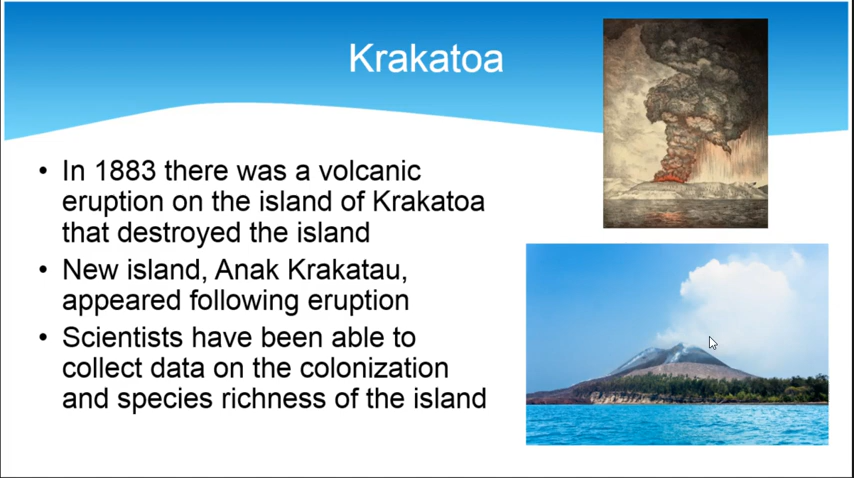 Krakatoa
• In 1883 there was a volcanic
eruption on the island of Krakatoa
that destroyed the island
• New island, Anak Krakatau,
appeared following eruption
• Scientists have been able to
collect data on the colonization
and species richness of the island